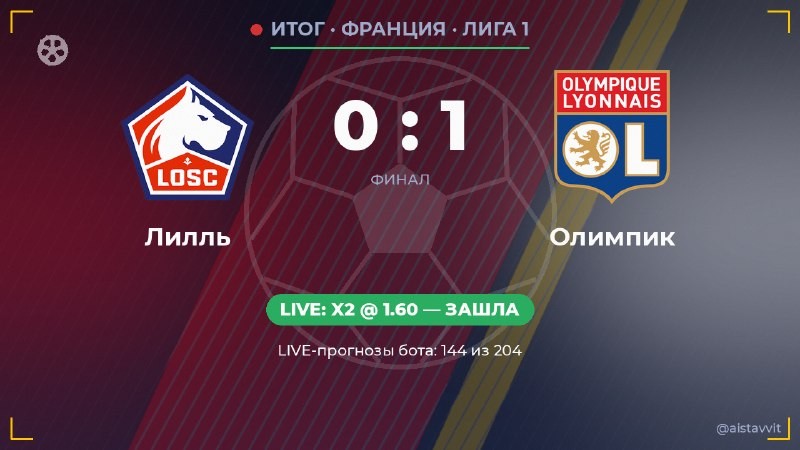 ИТОГ · ФРАНЦИЯ · ЛИГА 1
OLYMPIQUE
LYONNAIS
OL
LOSC
0 : 1
ФИНАЛ
Лилль
Олимпик
LIVE: X2 @ 1.60 — ЗАШЛА
LIVE-прогнозы бота: 144 из 204
@aistavvit